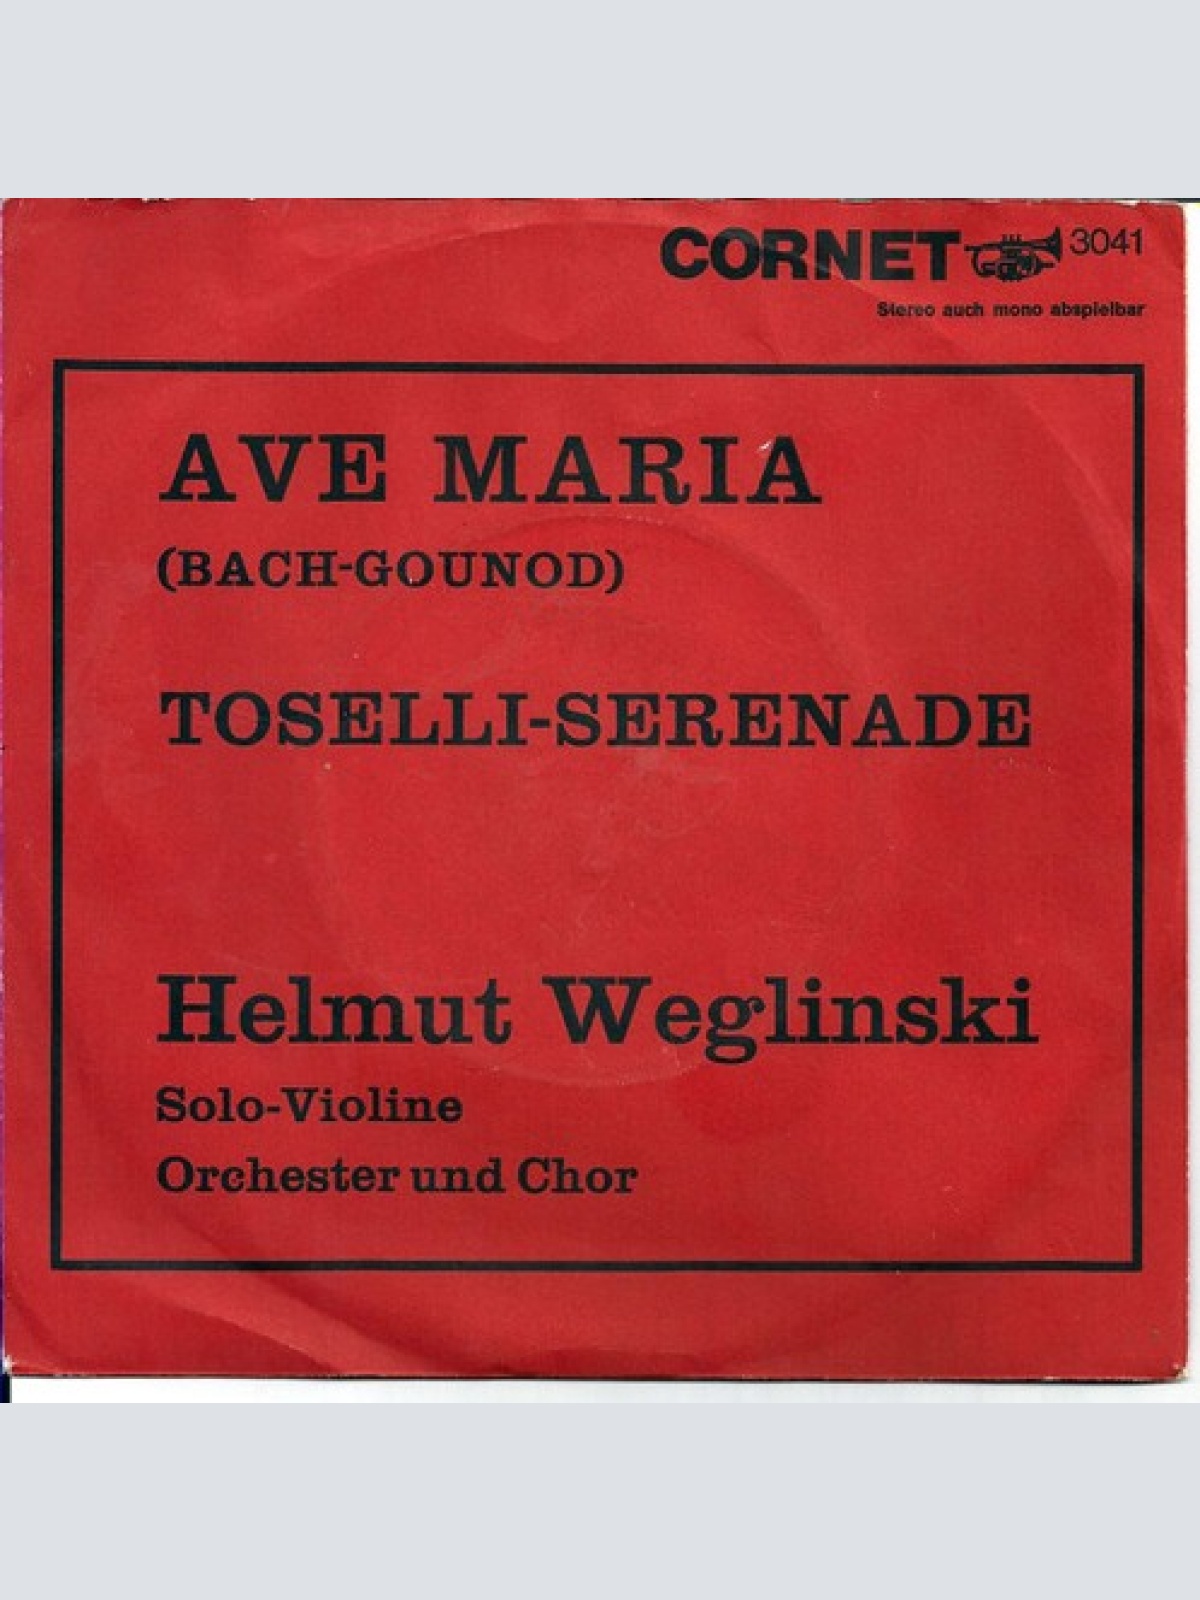 CORNET 3041
Stereo auch mono abspielbar
AVE MARIA
(BACH-GOUNOD)
TOSELLI-SERENADE
Helmut Weglinski
Solo-Violine
Orchester und Chor